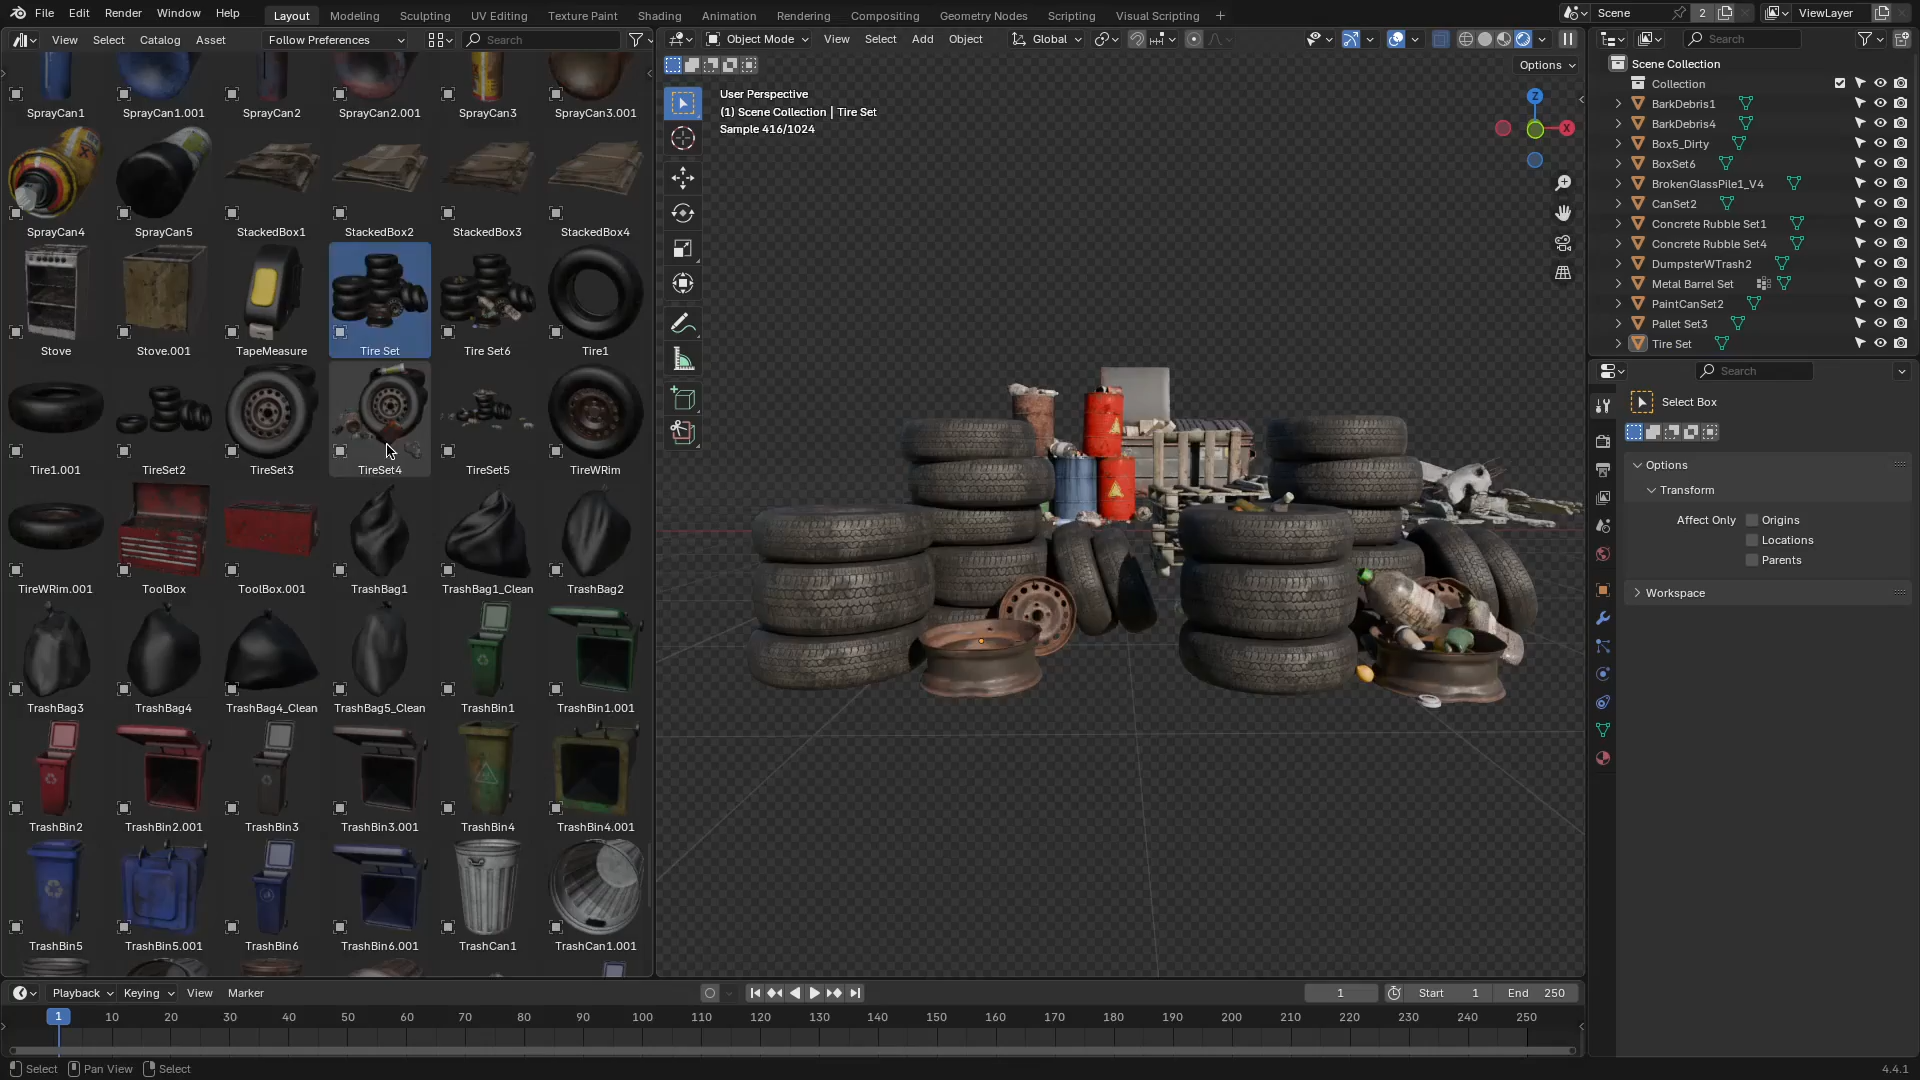 File Edit Render Window Help Layout Modeling Sculpting UV Editing Texture Paint Shading Animation Rendering Compositing Geometry Nodes Scripting Visual Scripting + Scene 2 ViewLayer
View Select Catalog Asset Follow Preferences Search Object Mode View Select Add Object Global Search
Options
User Perspective
(1) Scene Collection | Tire Set
Sample 416/1024
Z
X
SprayCan1 SprayCan1.001 SprayCan2 SprayCan2.001 SprayCan3 SprayCan3.001
SprayCan4 SprayCan5 StackedBox1 StackedBox2 StackedBox3 StackedBox4
Stove Stove.001 TapeMeasure Tire Set Tire Set6 Tire1
Tire1.001 TireSet2 TireSet3 TireSet4 TireSet5 TireWRim
TireWRim.001 ToolBox ToolBox.001 TrashBag1 TrashBag1_Clean TrashBag2
TrashBag3 TrashBag4 TrashBag4_Clean TrashBag5_Clean TrashBin1 TrashBin1.001
TrashBin2 TrashBin2.001 TrashBin3 TrashBin3.001 TrashBin4 TrashBin4.001
TrashBin5 TrashBin5.001 TrashBin6 TrashBin6.001 TrashCan1 TrashCan1.001
Scene Collection
Collection
BarkDebris1
BarkDebris4
Box5_Dirty
BoxSet6
BrokenGlassPile1_V4
CanSet2
Concrete Rubble Set1
Concrete Rubble Set4
DumpsterWTrash2
Metal Barrel Set
PaintCanSet2
Pallet Set3
Tire Set
Search
Select Box
Options
Transform
Affect Only Origins
Locations
Parents
Workspace
Playback Keying View Marker 1 Start 1 End 250
1 10 20 30 40 50 60 70 80 90 100 110 120 130 140 150 160 170 180 190 200 210 220 230 240 250
Select Pan View Select 4.4.1